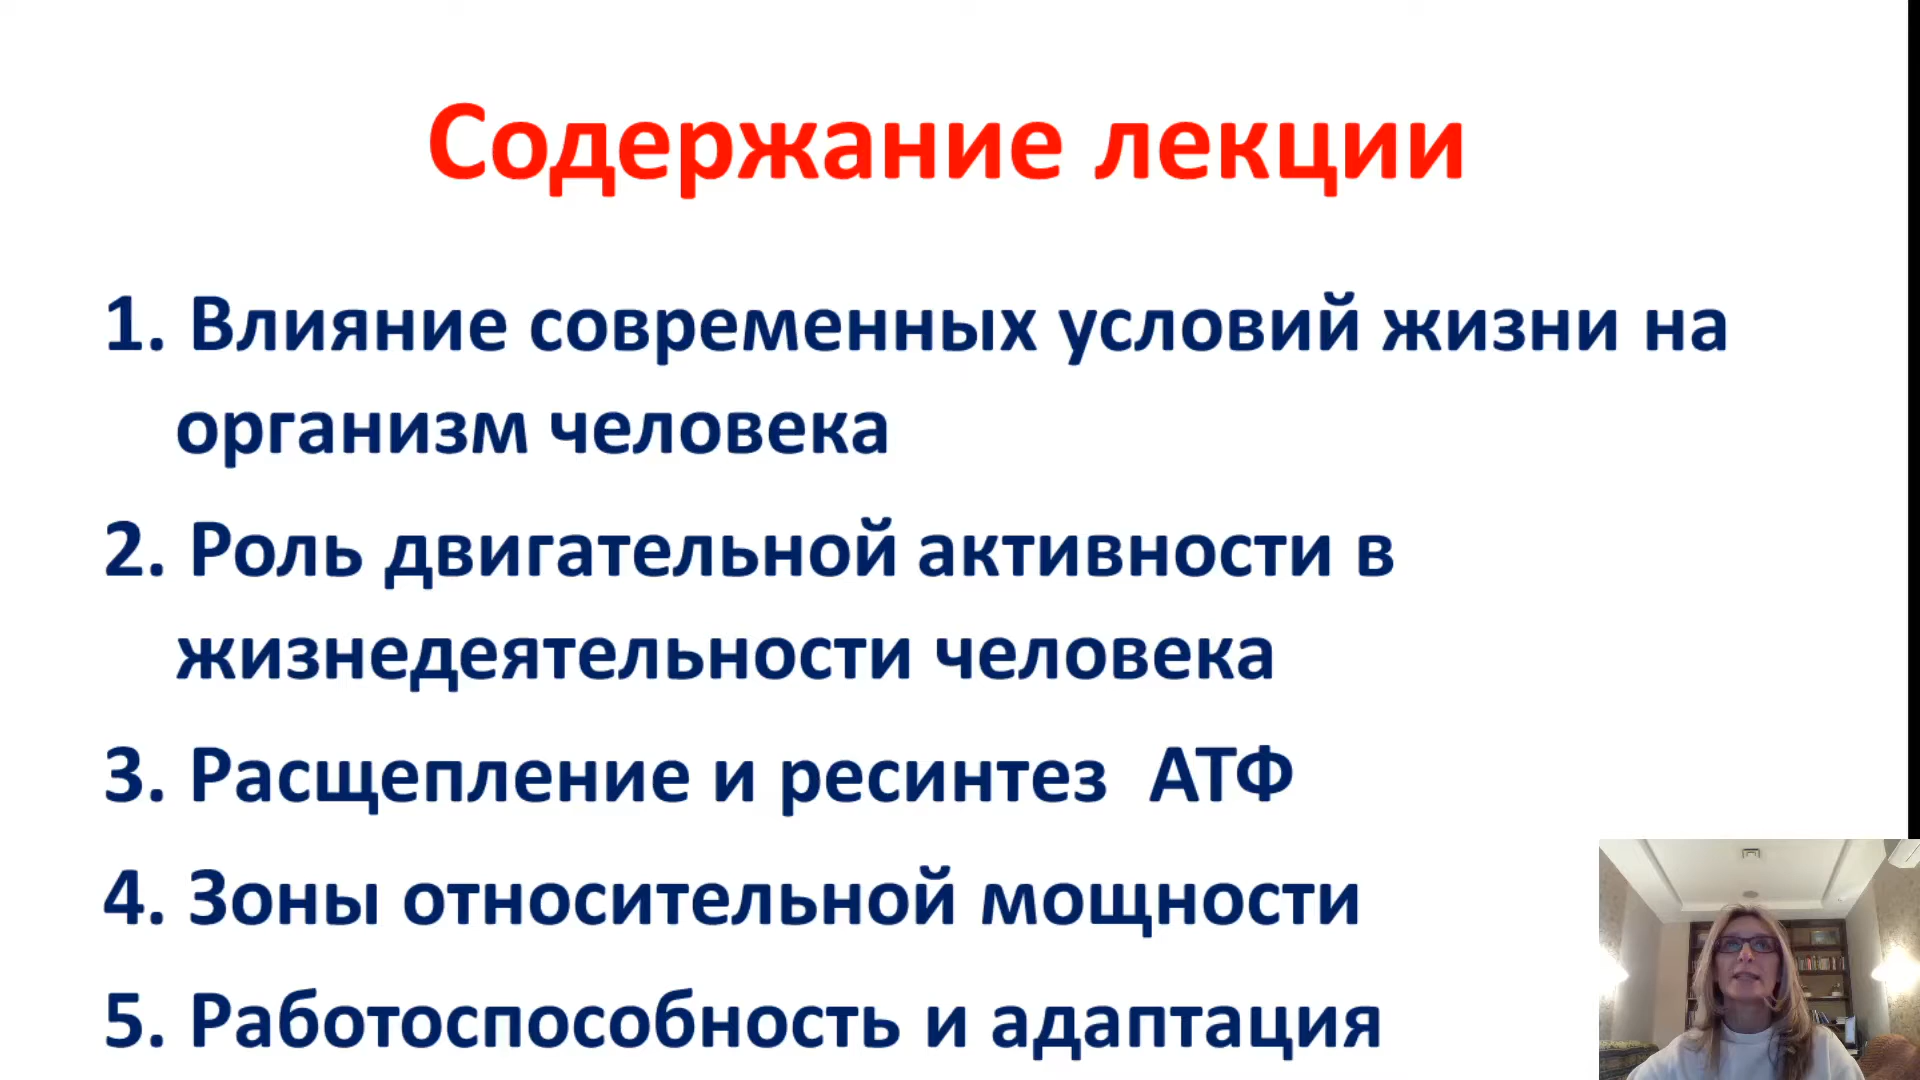 Содержание лекции
1. Влияние современных условий жизни на
организм человека
2. Роль двигательной активности в
жизнедеятельности человека
3. Расщепление и ресинтез АТФ
4. Зоны относительной мощности
5. Работоспособность и адаптация